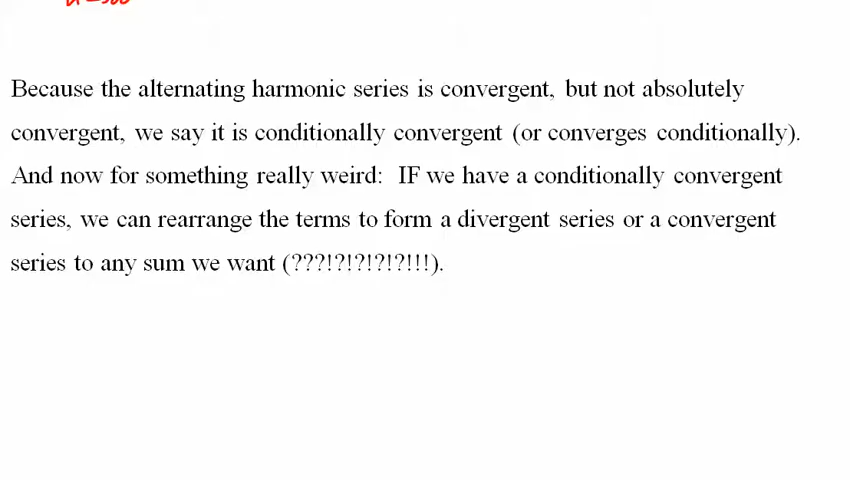 Because the alternating harmonic series is convergent, but not absolutely
convergent, we say it is conditionally convergent (or converges conditionally).
And now for something really weird: IF we have a conditionally convergent
series, we can rearrange the terms to form a divergent series or a convergent
series to any sum we want (???!?!?!?!?!!!).